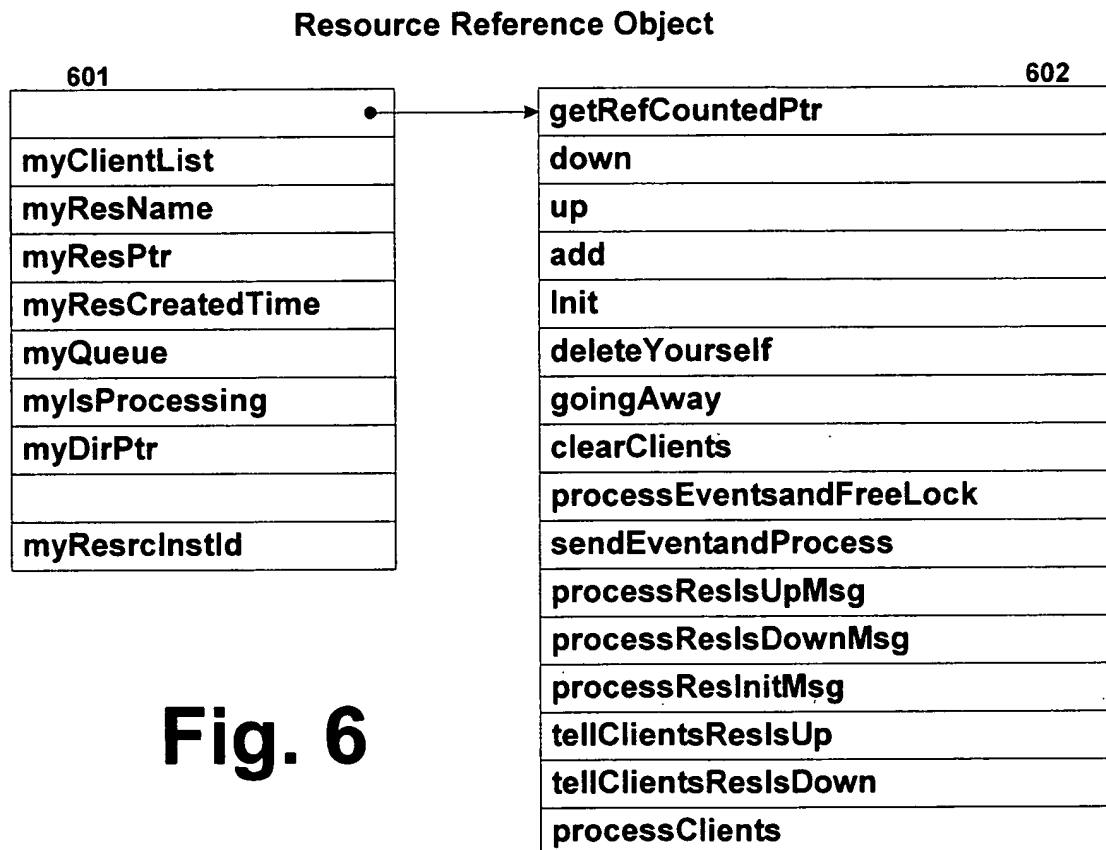 Resource Reference Object
601
myClientList
myResName
myResPtr
myResCreatedTime
myQueue
myIsProcessing
myDirPtr
myResrcInstId
602
getRefCountedPtr
down
up
add
Init
deleteYourself
goingAway
clearClients
processEventsandFreeLock
sendEventandProcess
processResIsUpMsg
processResIsDownMsg
processResInitMsg
tellClientsResIsUp
tellClientsResIsDown
processClients
Fig. 6